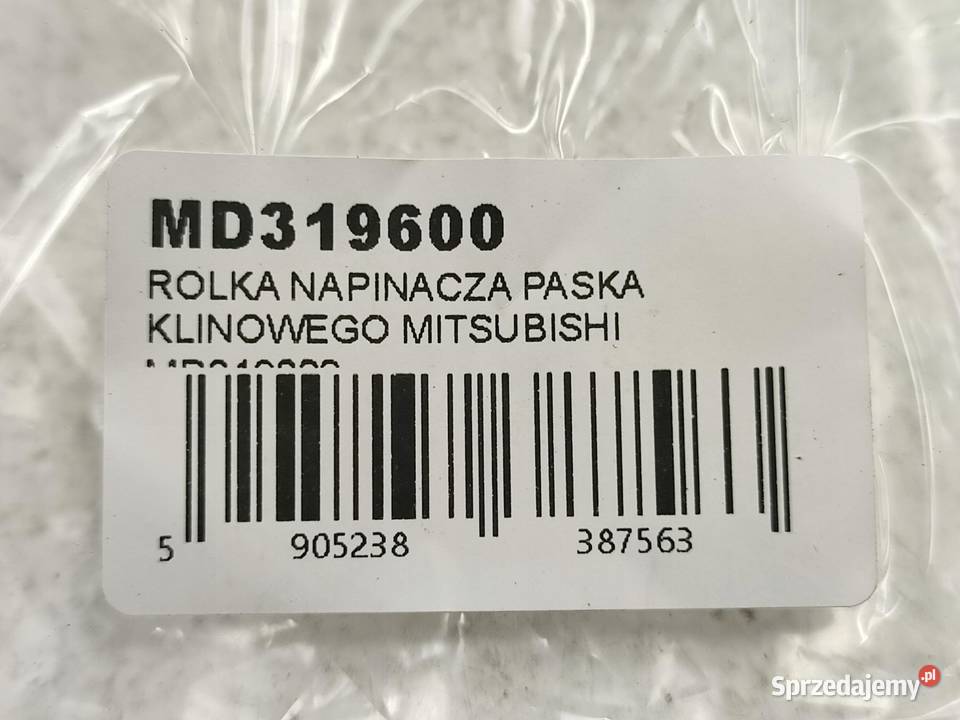 MD319600
ROLKA NAPINACZA PASKA
KLINOWEGO MITSUBISHI
5 905238 387563
Sprzedajemy.pl